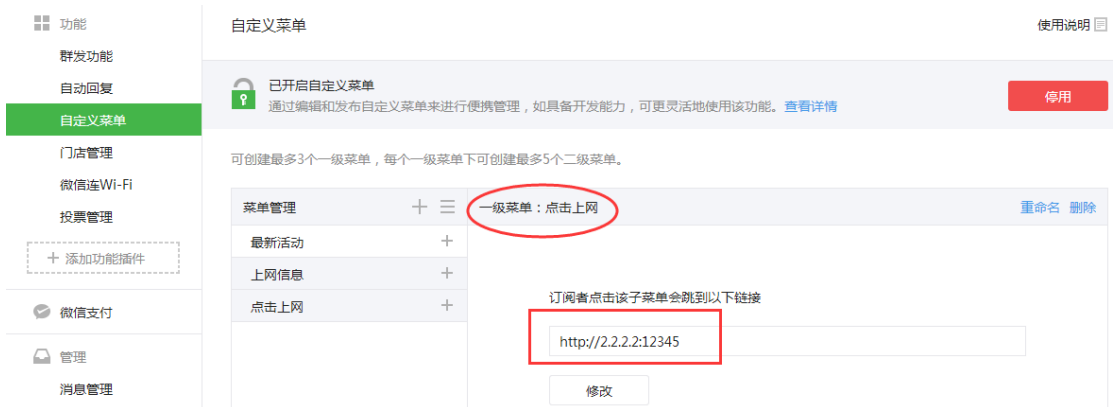 功能
群发功能
自动回复
自定义菜单
门店管理
微信连Wi-Fi
投票管理
+ 添加功能插件
微信支付
管理
消息管理
自定义菜单
使用说明
已开启自定义菜单
通过编辑和发布自定义菜单来进行便携管理，如具备开发能力，可更灵活地使用该功能。查看详情
停用
可创建最多3个一级菜单，每个一级菜单下可创建最多5个二级菜单。
菜单管理
最新活动
上网信息
点击上网
一级菜单：点击上网
重命名 删除
订阅者点击该子菜单会跳到以下链接
http://2.2.2.2:12345
修改